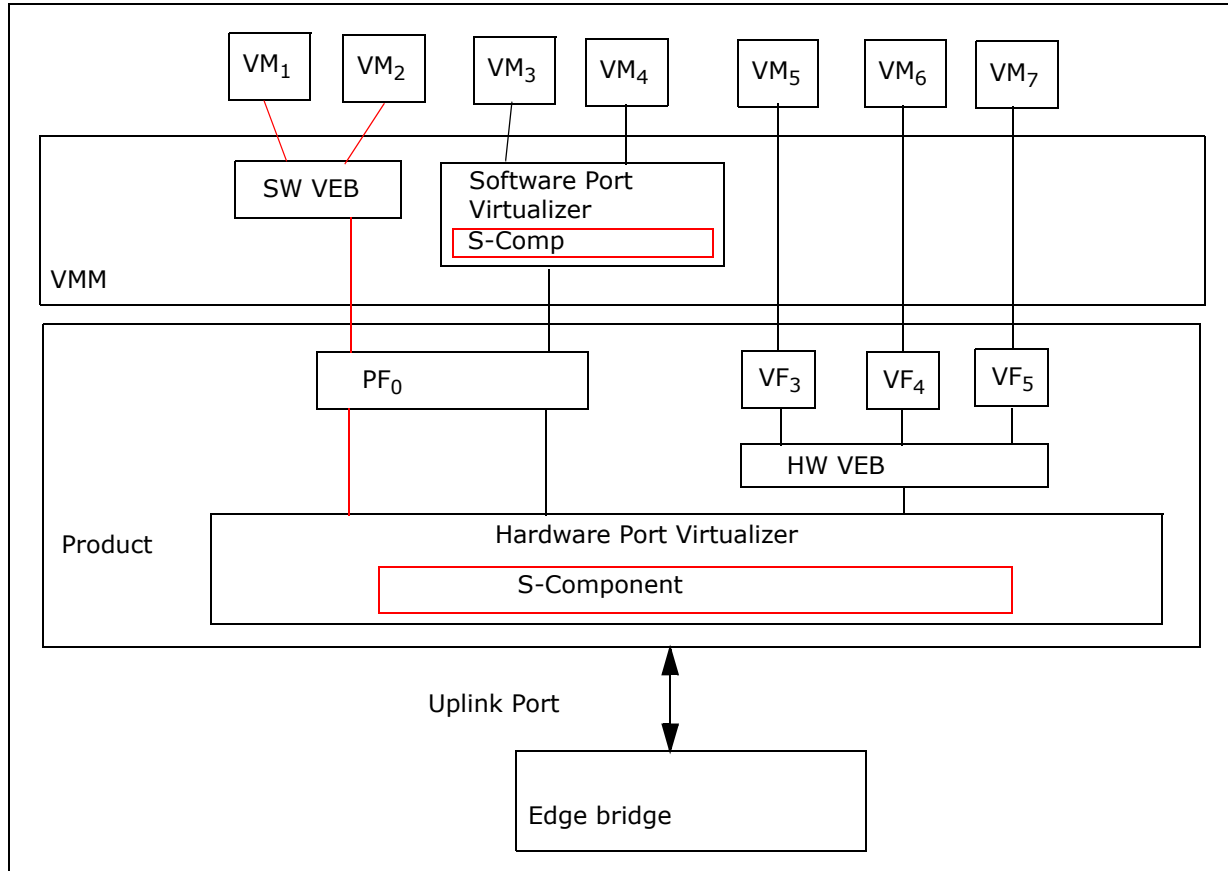 VM1
VM2
VM3
VM4
VM5
VM6
VM7
SW VEB
Software Port
Virtualizer
S-Comp
VMM
PF0
VF3
VF4
VF5
HW VEB
Hardware Port Virtualizer
Product
S-Component
Uplink Port
Edge bridge